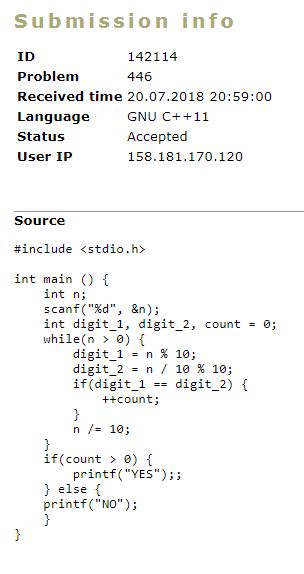 Submission info
ID 142114
Problem 446
Received time 20.07.2018 20:59:00
Language GNU C++11
Status Accepted
User IP 158.181.170.120
Source
#include <stdio.h>
int main () {
    int n;
    scanf("%d", &n);
    int digit_1, digit_2, count = 0;
    while(n > 0) {
        digit_1 = n % 10;
        digit_2 = n / 10 % 10;
        if(digit_1 == digit_2) {
            ++count;
        }
        n /= 10;
    }
    if(count > 0) {
        printf("YES");;
    } else {
    printf("NO");
    }
}